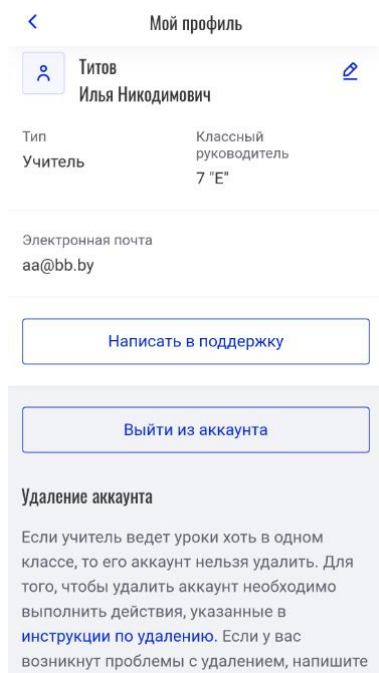 Мой профиль
Титов
Илья Никодимович
Тип
Учитель
Классный
руководитель
7 "Е"
Электронная почта
aa@bb.by
Написать в поддержку
Выйти из аккаунта
Удаление аккаунта
Если учитель ведет уроки хоть в одном
классе, то его аккаунт нельзя удалить. Для
того, чтобы удалить аккаунт необходимо
выполнить действия, указанные в
инструкции по удалению. Если у вас
возникнут проблемы с удалением, напишите